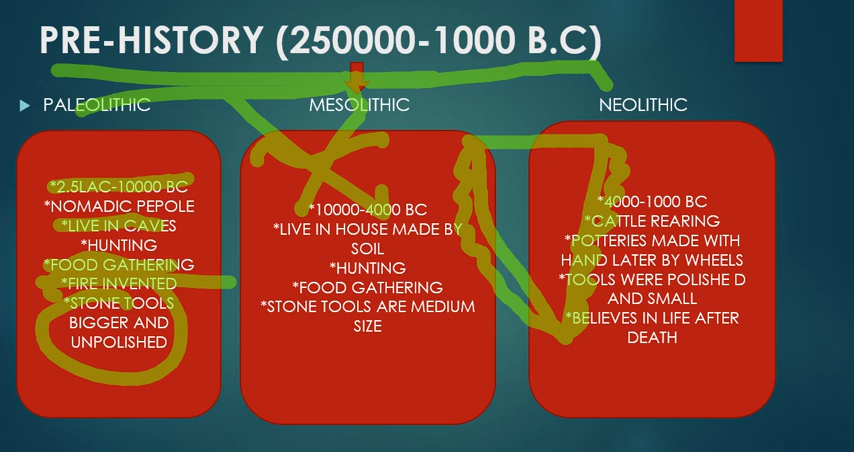 PRE-HISTORY (250000-1000 B.C)
PALEOLITHIC
MESOLITHIC
NEOLITHIC
*2.5LAC-10000 BC
*NOMADIC PEPOLE
*LIVE IN CAVES
*HUNTING
*FOOD GATHERING
*FIRE INVENTED
*STONE TOOLS
BIGGER AND
UNPOLISHED
*10000-4000 BC
*LIVE IN HOUSE MADE BY
SOIL
*HUNTING
*FOOD GATHERING
*STONE TOOLS ARE MEDIUM
SIZE
*4000-1000 BC
*CATTLE REARING
*POTTERIES MADE WITH
HAND LATER BY WHEELS
*TOOLS WERE POLISHE D
AND SMALL
*BELIEVES IN LIFE AFTER
DEATH